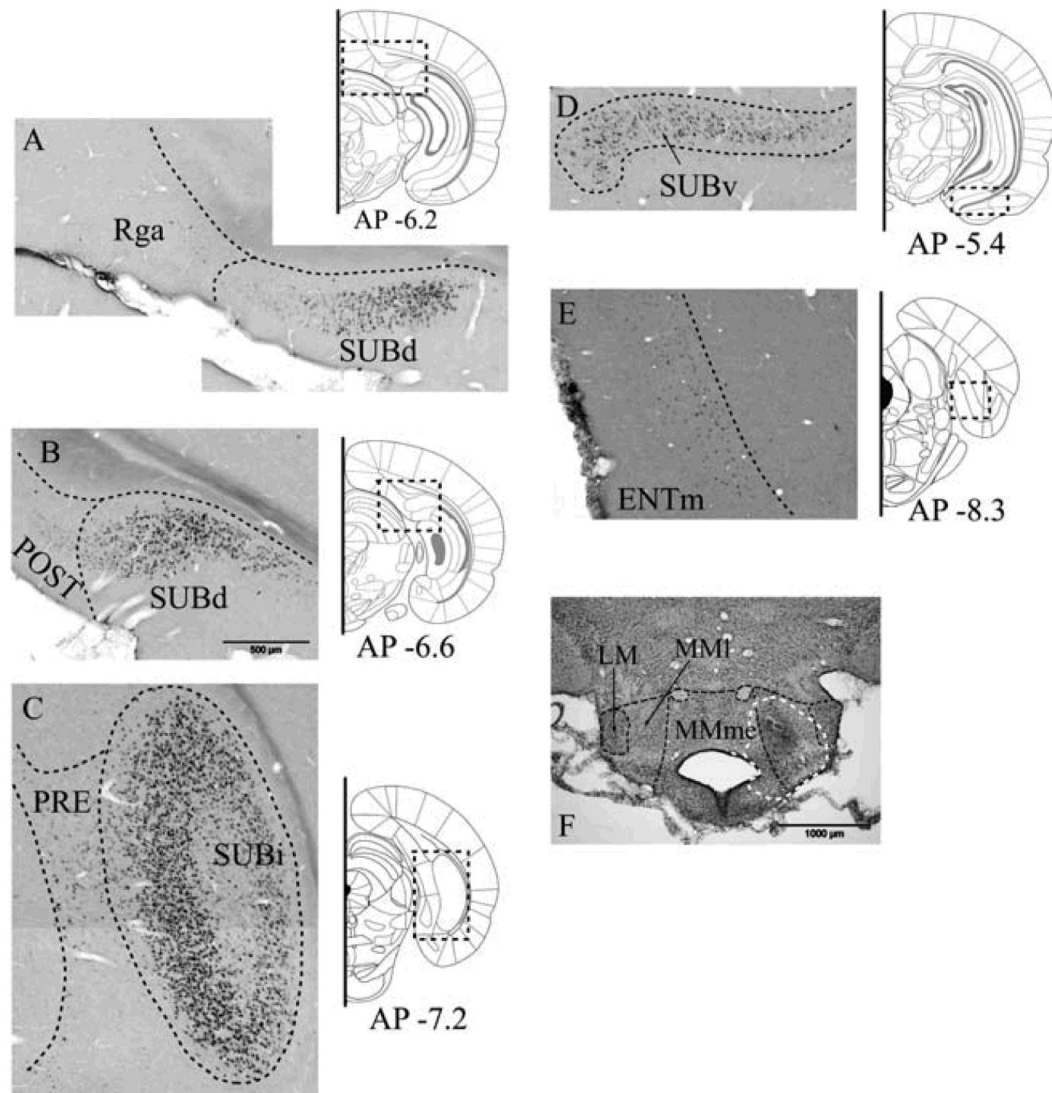 A
Rga
SUBd
AP -6.2
B
POST
SUBd
500 µm
AP -6.6
C
PRE
SUBi
AP -7.2
D
SUBv
AP -5.4
E
ENTm
AP -8.3
LM
MMl
MMme
F
1000 µm